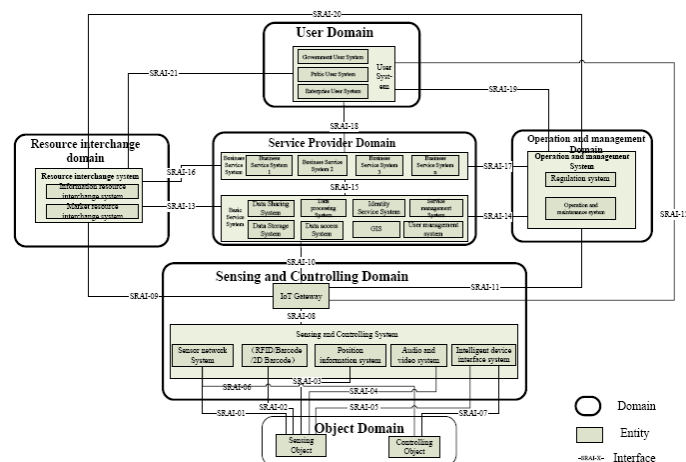 SRAI-20
User Domain
Government User System
Public User System
Enterprise User System
User
Syst-
em
SRAI-21
SRAI-19
SRAI-18
Resource interchange
domain
Resource interchange system
Information resource
interchange system
Market resource
interchange system
SRAI-16
SRAI-13
Service Provider Domain
Business
Service
System
Business
Service System
1
Business Service
System 2
Business
Service System
3
Business
Service System
n
SRAI-15
Basic
Service
System
Data Sharing
System
Data
processing
System
Identity
Service System
Service
management
System
Data Storage
System
Data access
System
GIS
User management
system
SRAI-17
SRAI-14
Operation and management
Domain
Operation and management
System
Regulation system
Operation and
maintenance system
SRAI-10
Sensing and Controlling Domain
IoT Gateway
SRAI-09
SRAI-11
SRAI-08
Sensing and Controlling System
Sensor network
System
(RFID/Barcode
/2D Barcode)
Position
information system
Audio and
video system
Intelligent device
interface system
SRAI-06
SRAI-03
SRAI-04
SRAI-02
SRAI-05
SRAI-01
SRAI-07
Object Domain
Sensing
Object
Controlling
Object
Domain
Entity
-SRAI-X- Interface